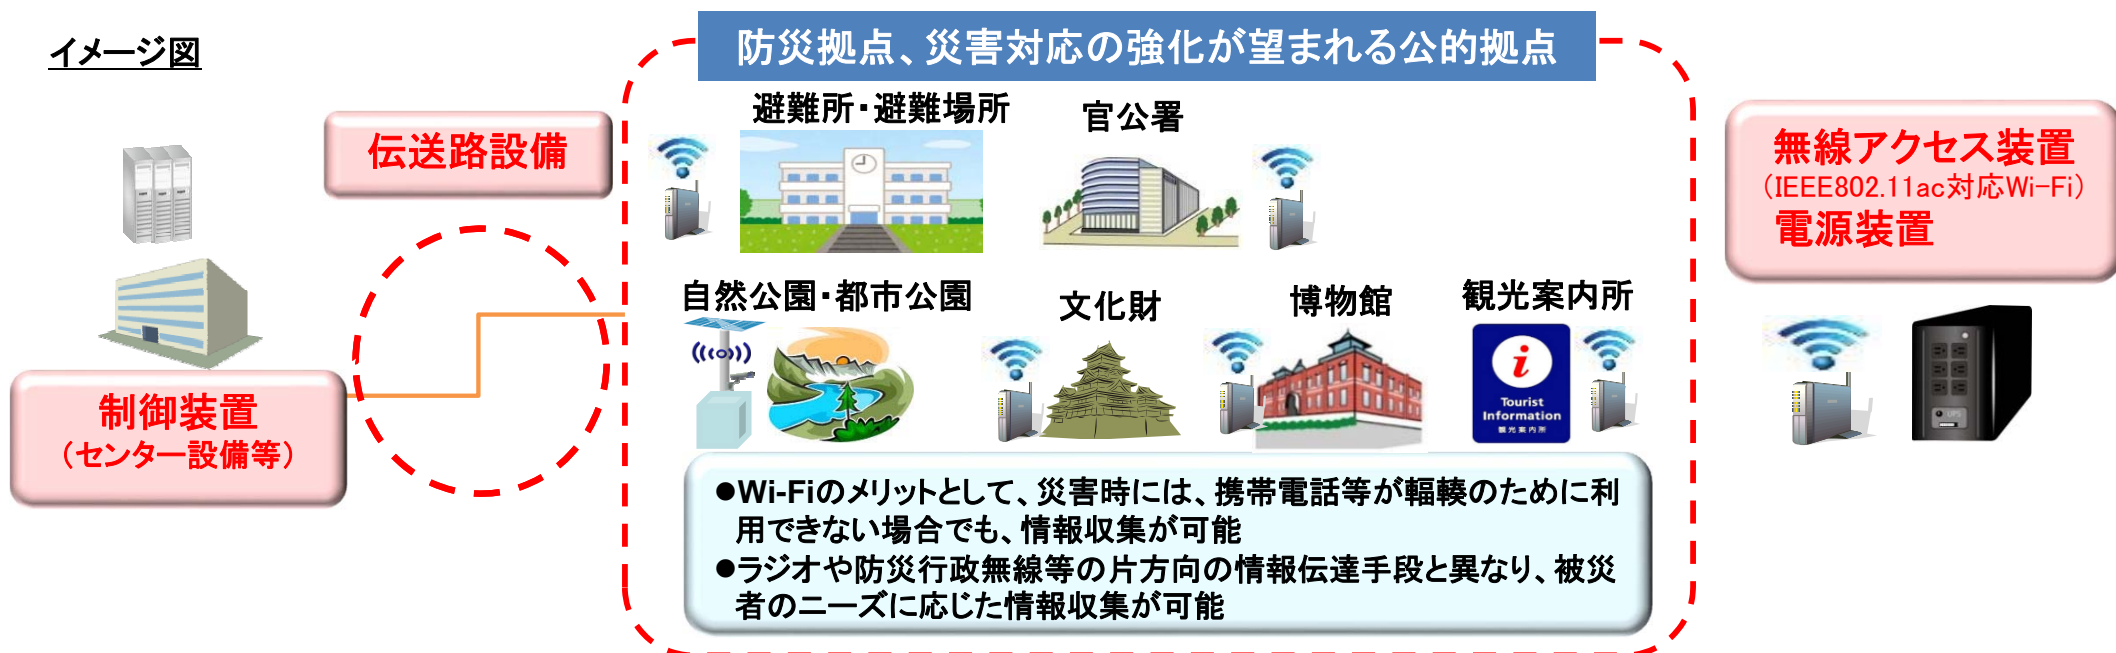 イメージ図
防災拠点、災害対応の強化が望まれる公的拠点
伝送路設備
避難所・避難場所
官公署
無線アクセス装置
（IEEE802.11ac対応Wi-Fi）
電源装置
自然公園・都市公園
文化財
博物館
観光案内所
i
Tourist
Information
観光案内所
制御装置
（センター設備等）
UPS
●Wi-Fiのメリットとして、災害時には、携帯電話等が輻輳のために利
用できない場合でも、情報収集が可能
●ラジオや防災行政無線等の片方向の情報伝達手段と異なり、被災
者のニーズに応じた情報収集が可能